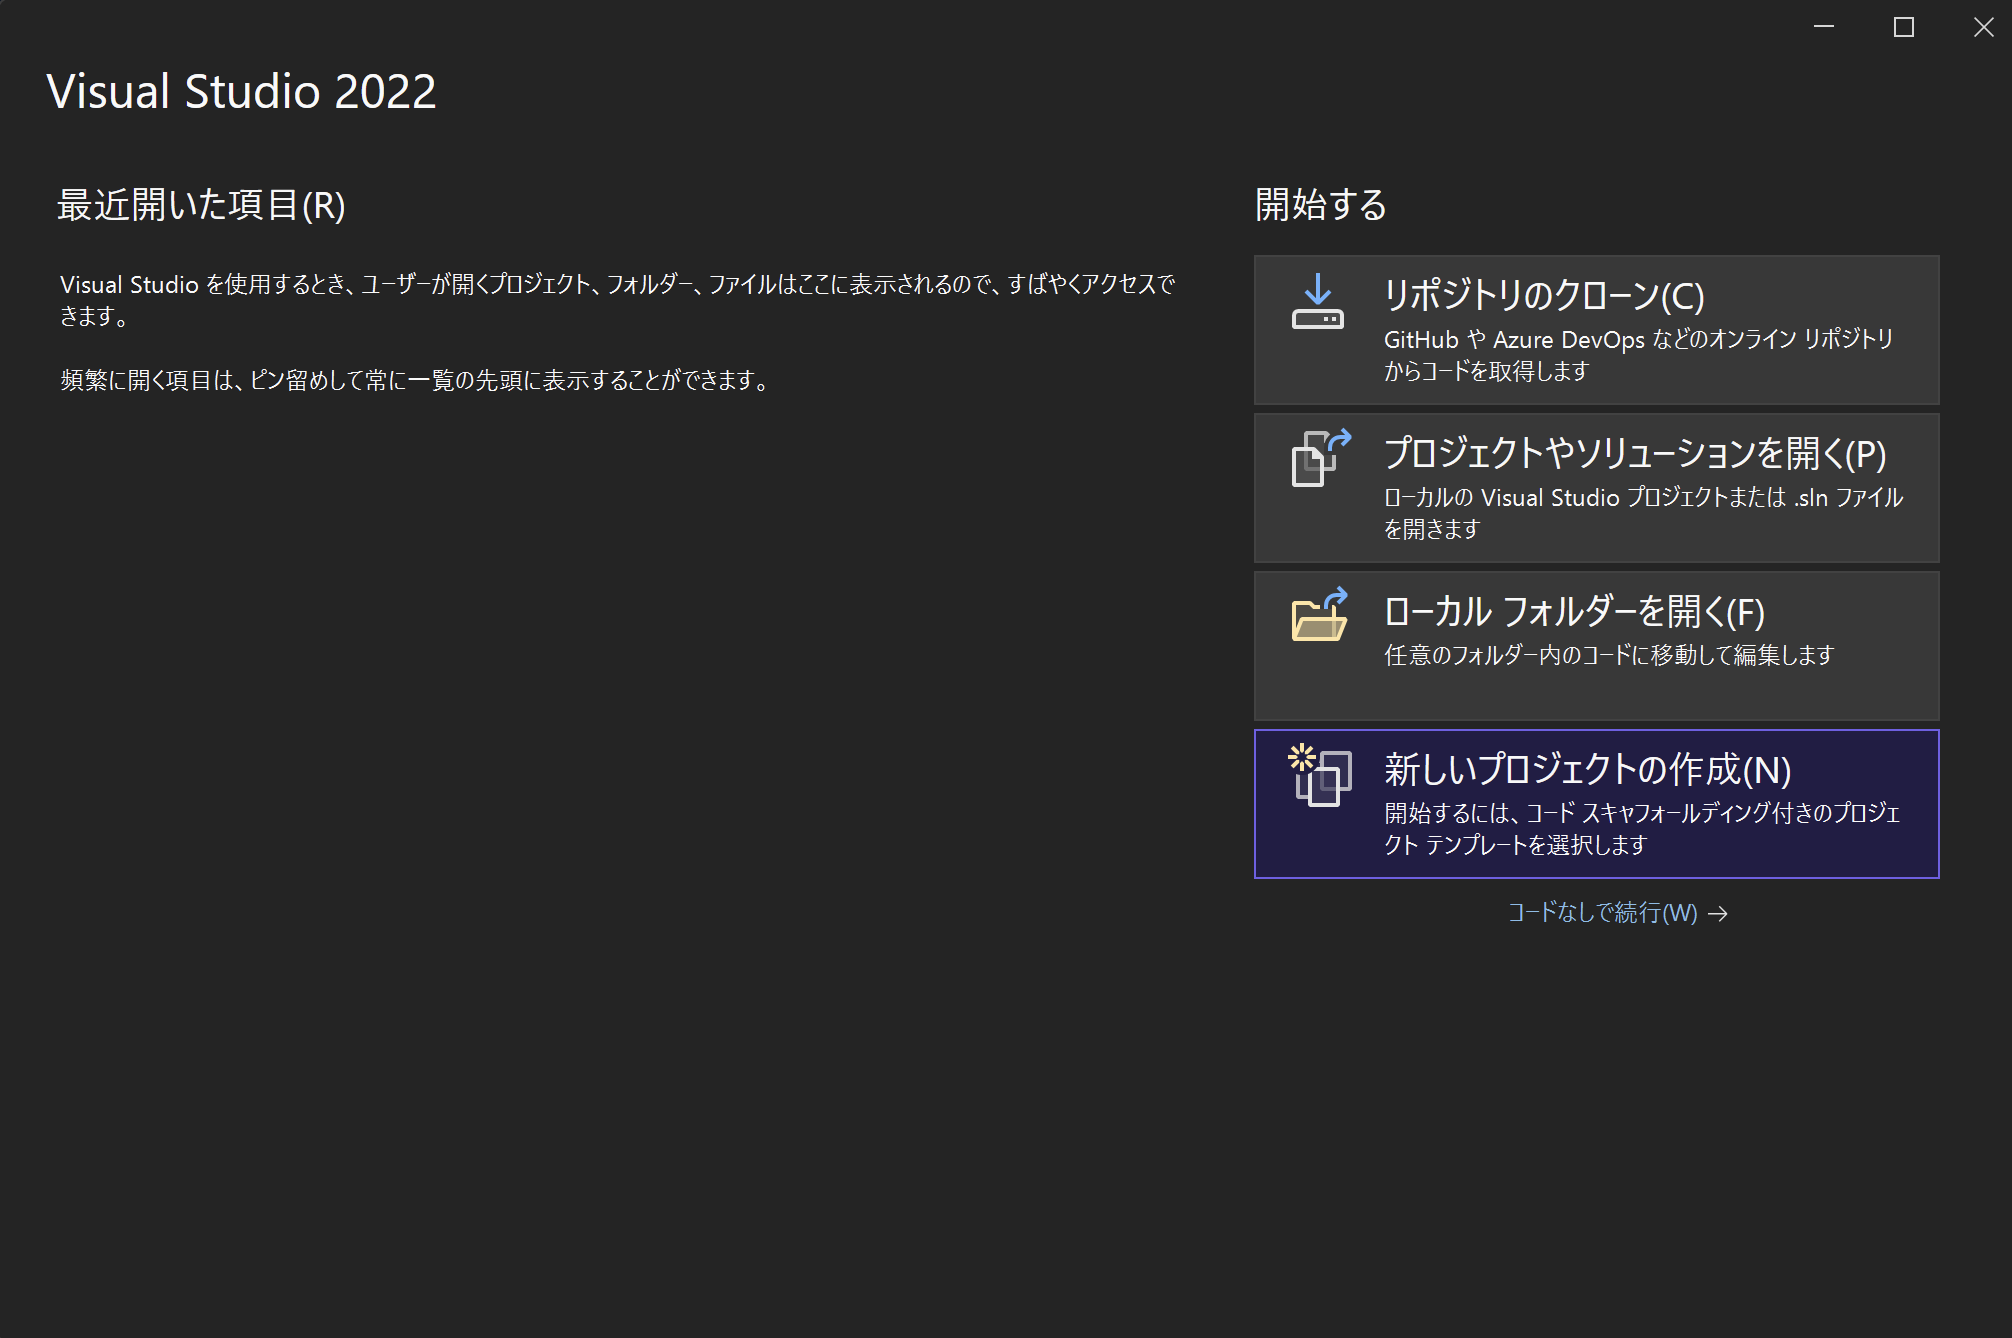 Visual Studio 2022
最近開いた項目(R)
Visual Studio を使用するとき、ユーザーが開くプロジェクト、フォルダー、ファイルはここに表示されるので、すばやくアクセスで
きます。
頻繁に開く項目は、ピン留めして常に一覧の先頭に表示することができます。
開始する
リポジトリのクローン(C)
GitHub や Azure DevOps などのオンライン リポジトリ
からコードを取得します
プロジェクトやソリューションを開く(P)
ローカルの Visual Studio プロジェクトまたは .sln ファイル
を開きます
ローカル フォルダーを開く(F)
任意のフォルダー内のコードに移動して編集します
新しいプロジェクトの作成(N)
開始するには、コード スキャフォールディング付きのプロジェ
クト テンプレートを選択します
コードなしで続行(W) →